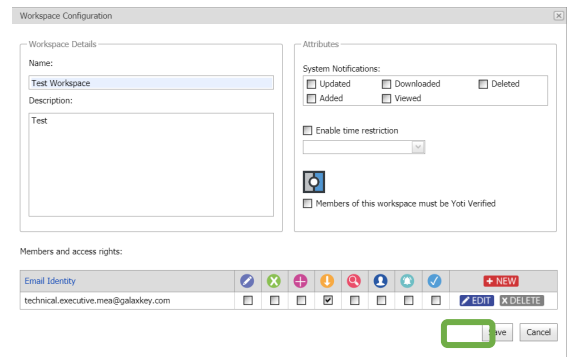 Workspace Configuration
Workspace Details
Name:
Test Workspace
Description:
Test
Attributes
System Notifications:
Updated Downloaded Deleted
Added Viewed
Enable time restriction
Members of this workspace must be Yoti Verified
Members and access rights:
Email Identity + NEW
technical.executive.mea@galaxkey.com EDIT X DELETE
Save Cancel